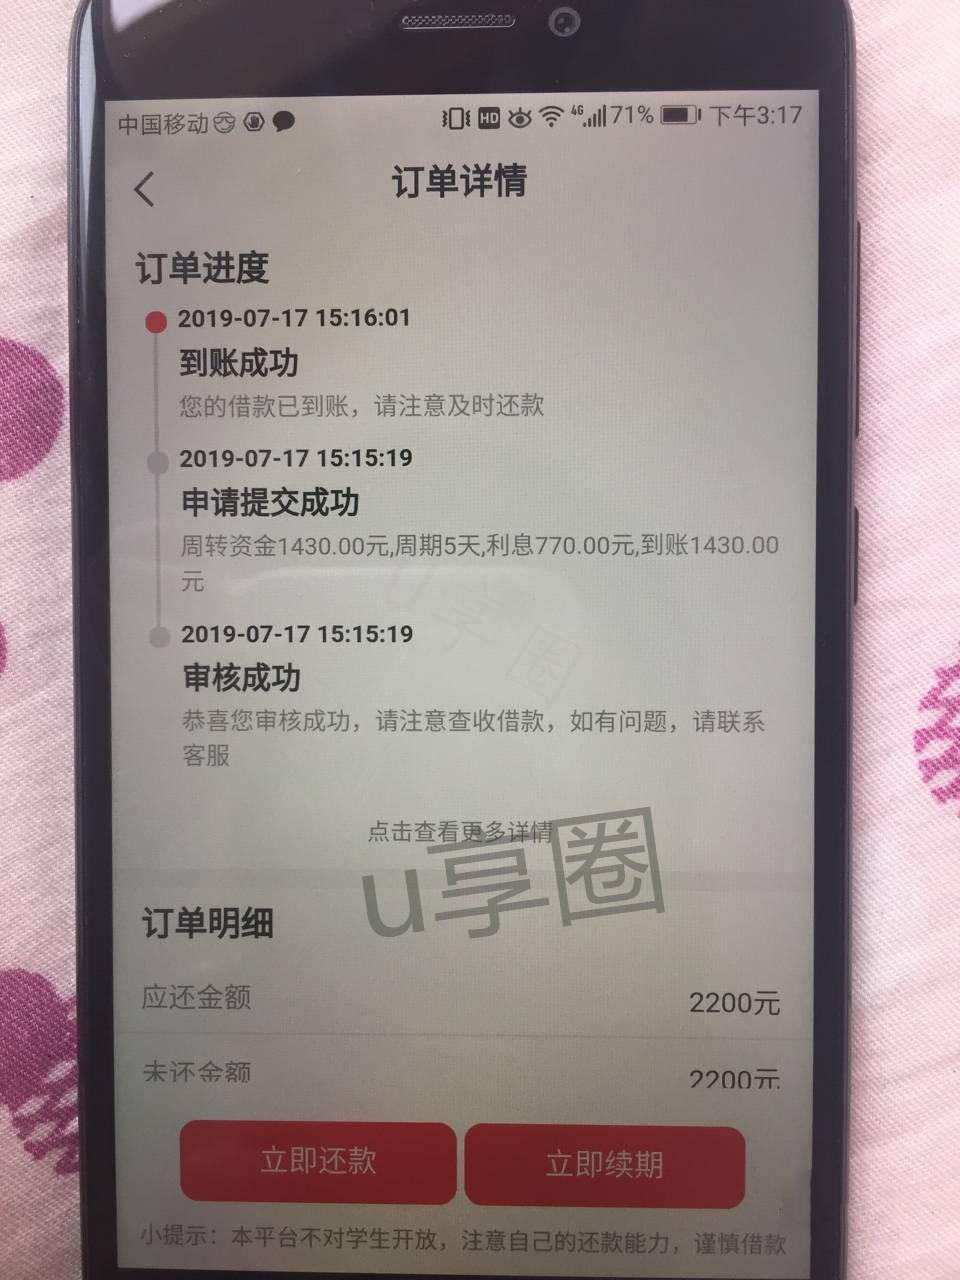 中国移动 HD 4G 71% 下午3:17
订单详情
订单进度
2019-07-17 15:16:01
到账成功
您的借款已到账，请注意及时还款
2019-07-17 15:15:19
申请提交成功
周转资金1430.00元,周期5天,利息770.00元,到账1430.00
元
2019-07-17 15:15:19
审核成功
恭喜您审核成功，请注意查收借款，如有问题，请联系
客服
u享圈
点击查看更多详情
u享圈
订单明细
应还金额 2200元
未还金额 2200元
立即还款 立即续期
小提示：本平台不对学生开放，注意自己的还款能力，谨慎借款